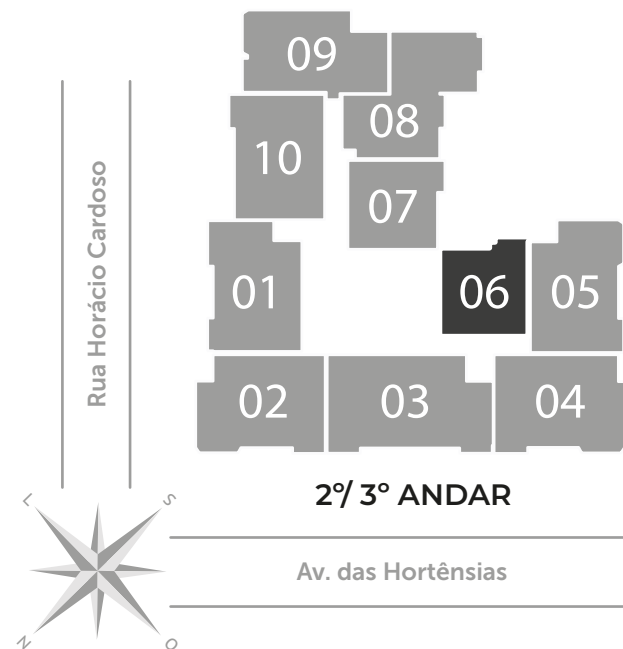 09
08
10
07
Rua Horácio Cardoso
01
06
05
02
03
04
2º/ 3º ANDAR
L
S
Av. das Hortênsias
N
O